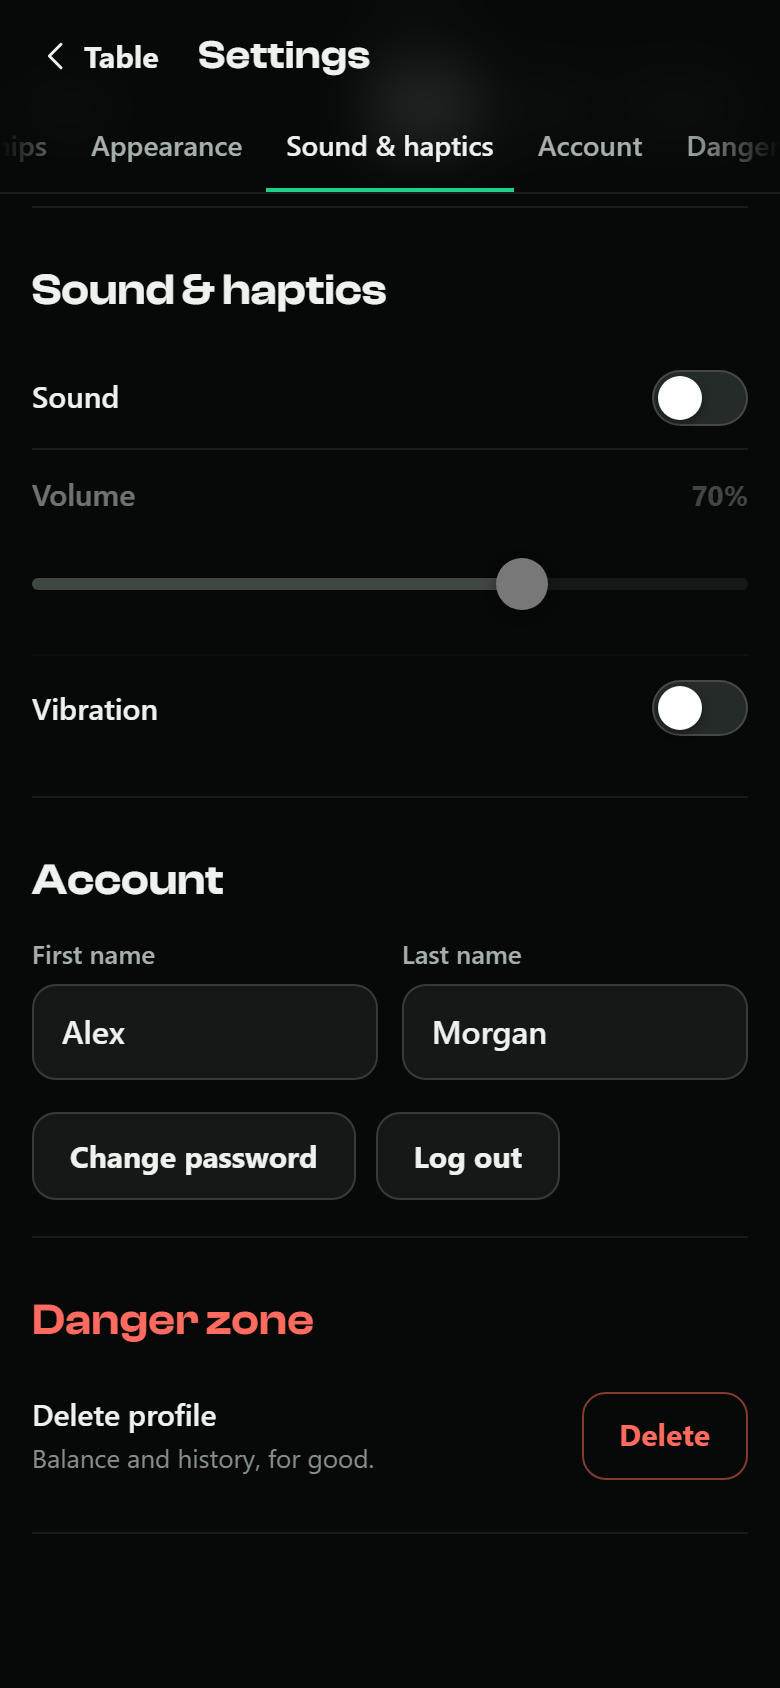 Table Settings
Appearance Sound & haptics Account
Sound & haptics
Sound
Volume 70%
Vibration
Account
First name Last name
Alex Morgan
Change password Log out
Danger zone
Delete profile
Balance and history, for good.
Delete